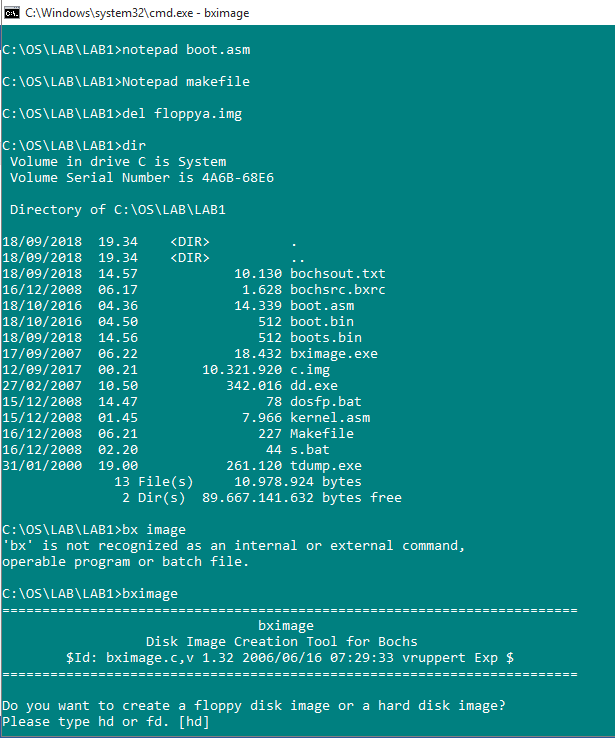 C:\Windows\system32\cmd.exe - bximage
C:\OS\LAB\LAB1>notepad boot.asm
C:\OS\LAB\LAB1>Notepad makefile
C:\OS\LAB\LAB1>del floppya.img
C:\OS\LAB\LAB1>dir
 Volume in drive C is System
 Volume Serial Number is 4A6B-68E6
 Directory of C:\OS\LAB\LAB1
18/09/2018  19.34    <DIR>          .
18/09/2018  19.34    <DIR>          ..
18/09/2018  14.57            10.130 bochsout.txt
16/12/2008  06.17             1.628 bochsrc.bxrc
18/10/2016  04.36            14.339 boot.asm
18/10/2016  04.50               512 boot.bin
18/09/2018  14.56               512 boots.bin
17/09/2007  06.22            18.432 bximage.exe
12/09/2017  00.21        10.321.920 c.img
27/02/2007  10.50           342.016 dd.exe
15/12/2008  14.47                78 dosfp.bat
15/12/2008  01.45             7.966 kernel.asm
16/12/2008  06.21               227 Makefile
16/12/2008  02.20                44 s.bat
31/01/2000  19.00           261.120 tdump.exe
              13 File(s)     10.978.924 bytes
               2 Dir(s)  89.667.141.632 bytes free
C:\OS\LAB\LAB1>bx image
'bx' is not recognized as an internal or external command,
operable program or batch file.
C:\OS\LAB\LAB1>bximage
========================================================================
                                bximage
                  Disk Image Creation Tool for Bochs
        $Id: bximage.c,v 1.32 2006/06/16 07:29:33 vruppert Exp $
========================================================================
Do you want to create a floppy disk image or a hard disk image?
Please type hd or fd. [hd]